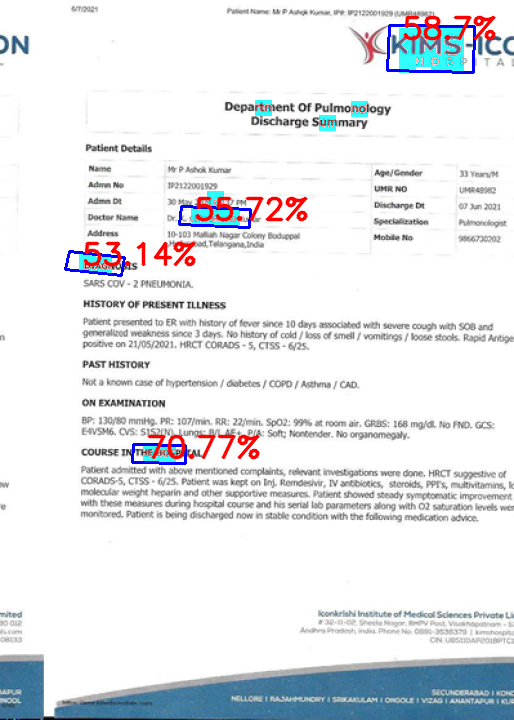 6/7/2021
Patient Name: Mr P Ashok Kumar, IP#: IP2122001929 (UMR48982)
58.7%
ON
KIMS-ICO
HOSPITAL
Department Of Pulmonology
Discharge Summary
Patient Details
Name Mr P Ashok Kumar Age/Gender 33 Years/M
Admn No IP2122001929 UMR NO UMR48982
Admn Dt 30 May PM Discharge Dt 07 Jun 2021
55.72%
Doctor Name Dr. Specialization Pulmonologist
Address 10-103 Malliah Nagar Colony Boduppal Mobile No 9866730202
,Hyderabad,Telangana,India
53.14%
DIAGNOSIS
SARS COV - 2 PNEUMONIA.
HISTORY OF PRESENT ILLNESS
Patient presented to ER with history of fever since 10 days associated with severe cough with SOB and
generalized weakness since 3 days. No history of cold / loss of smell / vomitings / loose stools. Rapid Antige
positive on 21/05/2021. HRCT CORADS - 5, CTSS - 6/25.
PAST HISTORY
Not a known case of hypertension / diabetes / COPD / Asthma / CAD.
ON EXAMINATION
BP: 130/80 mmHg. PR: 107/min. RR: 22/min. SpO2: 99% at room air. GRBS: 168 mg/dl. No FND. GCS:
E4V5M6. CVS: S1S2(N). Lungs: B/L AE+. P/A: Soft; Nontender. No organomegaly.
70.77%
COURSE IN THE HOSPITAL
Patient admitted with above mentioned complaints, relevant investigations were done. HRCT suggestive of
CORADS-5, CTSS - 6/25. Patient was kept on Inj. Remdesivir, IV antibiotics, steroids, PPI's, multivitamins, lo
molecular weight heparin and other supportive measures. Patient showed steady symptomatic improvement
with these measures during hospital course and his serial lab parameters along with O2 saturation levels wer
monitored. Patient is being discharged now in stable condition with the following medication advice.
Iconkrishi Institute of Medical Sciences Private Li
# 32-11-02, Sheela Nagar, BHPV Post, Visakhapatnam - 5
Andhra Pradesh, India. Phone No. 0891-3536379 | kimshospita
SECUNDERABAD | KOND
NELLORE | RAJAHMUNDRY | SRIKAKULAM | ONGOLE | VIZAG | ANANTAPUR | KUR